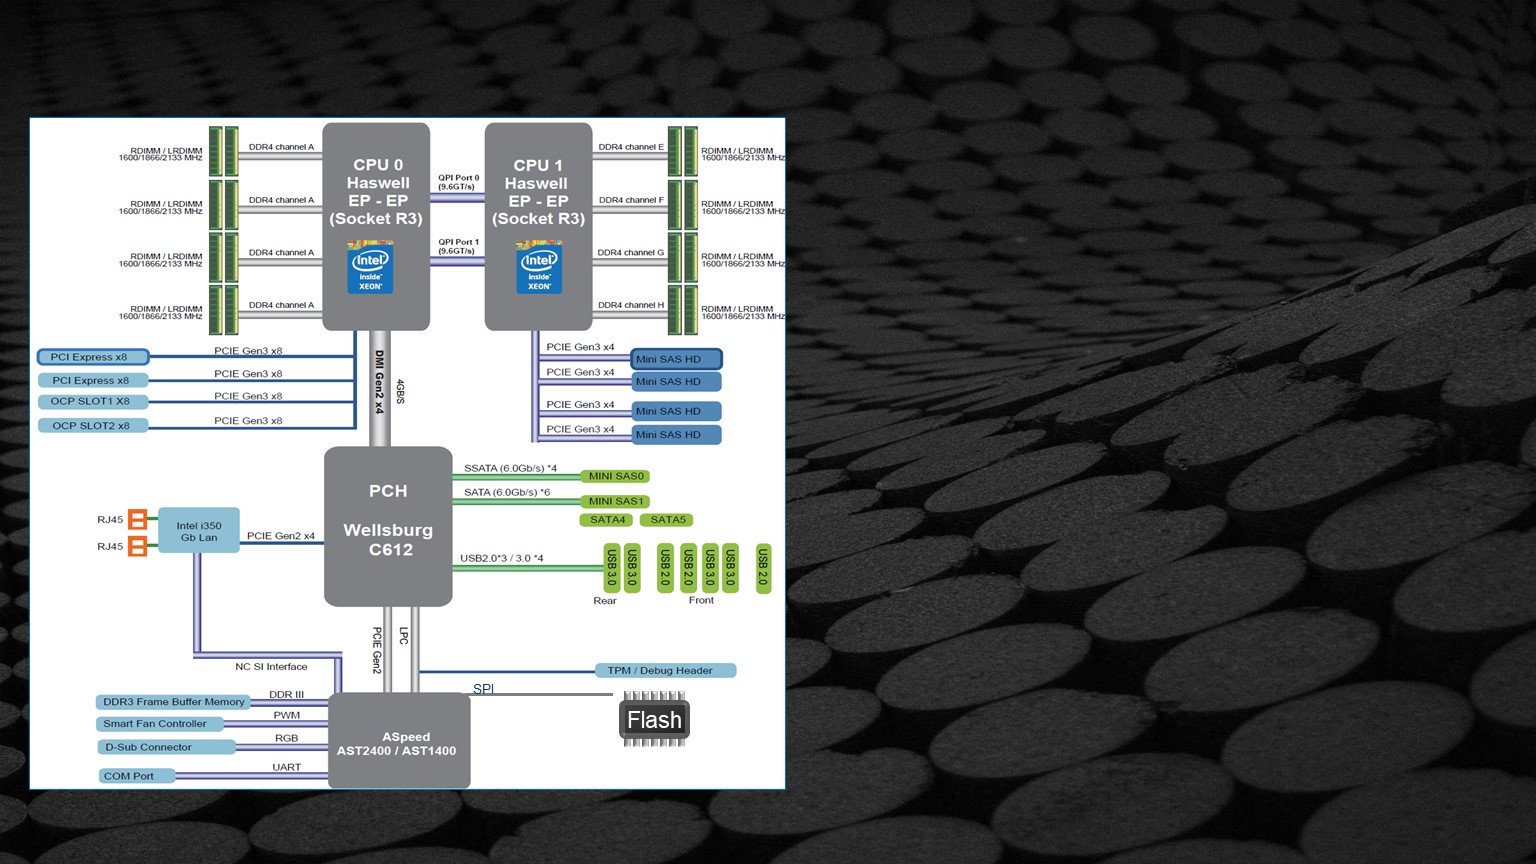 RDIMM / LRDIMM
1600/1866/2133 MHz
DDR4 channel A
RDIMM / LRDIMM
1600/1866/2133 MHz
DDR4 channel A
RDIMM / LRDIMM
1600/1866/2133 MHz
DDR4 channel A
RDIMM / LRDIMM
1600/1866/2133 MHz
DDR4 channel A
CPU 0
Haswell
EP - EP
(Socket R3)
intel
inside™
XEON®
QPI Port 0
(9.6GT/s)
QPI Port 1
(9.6GT/s)
CPU 1
Haswell
EP - EP
(Socket R3)
intel
inside™
XEON®
DDR4 channel E
RDIMM / LRDIMM
1600/1866/2133 MHz
DDR4 channel F
RDIMM / LRDIMM
1600/1866/2133 MHz
DDR4 channel G
RDIMM / LRDIMM
1600/1866/2133 MHz
DDR4 channel H
RDIMM / LRDIMM
1600/1866/2133 MHz
PCI Express x8
PCIE Gen3 x8
PCI Express x8
PCIE Gen3 x8
OCP SLOT1 X8
PCIE Gen3 x8
OCP SLOT2 x8
PCIE Gen3 x8
DMI Gen2 x4
4GB/S
PCIE Gen3 x4
Mini SAS HD
PCIE Gen3 x4
Mini SAS HD
PCIE Gen3 x4
Mini SAS HD
PCIE Gen3 x4
Mini SAS HD
PCH
Wellsburg
C612
SSATA (6.0Gb/s) *4
MINI SAS0
SATA (6.0Gb/s) *6
MINI SAS1
SATA4
SATA5
RJ45
RJ45
Intel i350
Gb Lan
PCIE Gen2 x4
USB2.0*3 / 3.0 *4
USB 3.0
USB 3.0
USB 2.0
USB 2.0
USB 3.0
USB 3.0
USB 2.0
Rear
Front
PCIE Gen2
LPC
NC SI Interface
TPM / Debug Header
SPI
Flash
DDR3 Frame Buffer Memory
DDR III
Smart Fan Controller
PWM
D-Sub Connector
RGB
COM Port
UART
ASpeed
AST2400 / AST1400